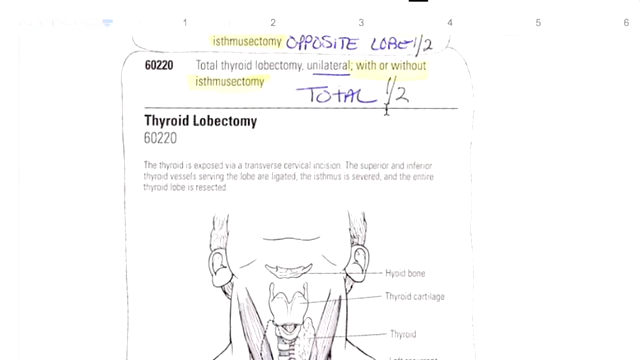 1 2 3 4 5 6
isthmusectomy OPPOSITE LOBE 1/2
60220 Total thyroid lobectomy, unilateral; with or without
isthmusectomy
TOTAL 1/2
Thyroid Lobectomy
60220
The thyroid is exposed via a transverse cervical incision. The superior and inferior
thyroid vessels serving the lobe are ligated, the isthmus is severed, and the entire
thyroid lobe is resected
Hyoid bone
Thyroid cartilage
Thyroid